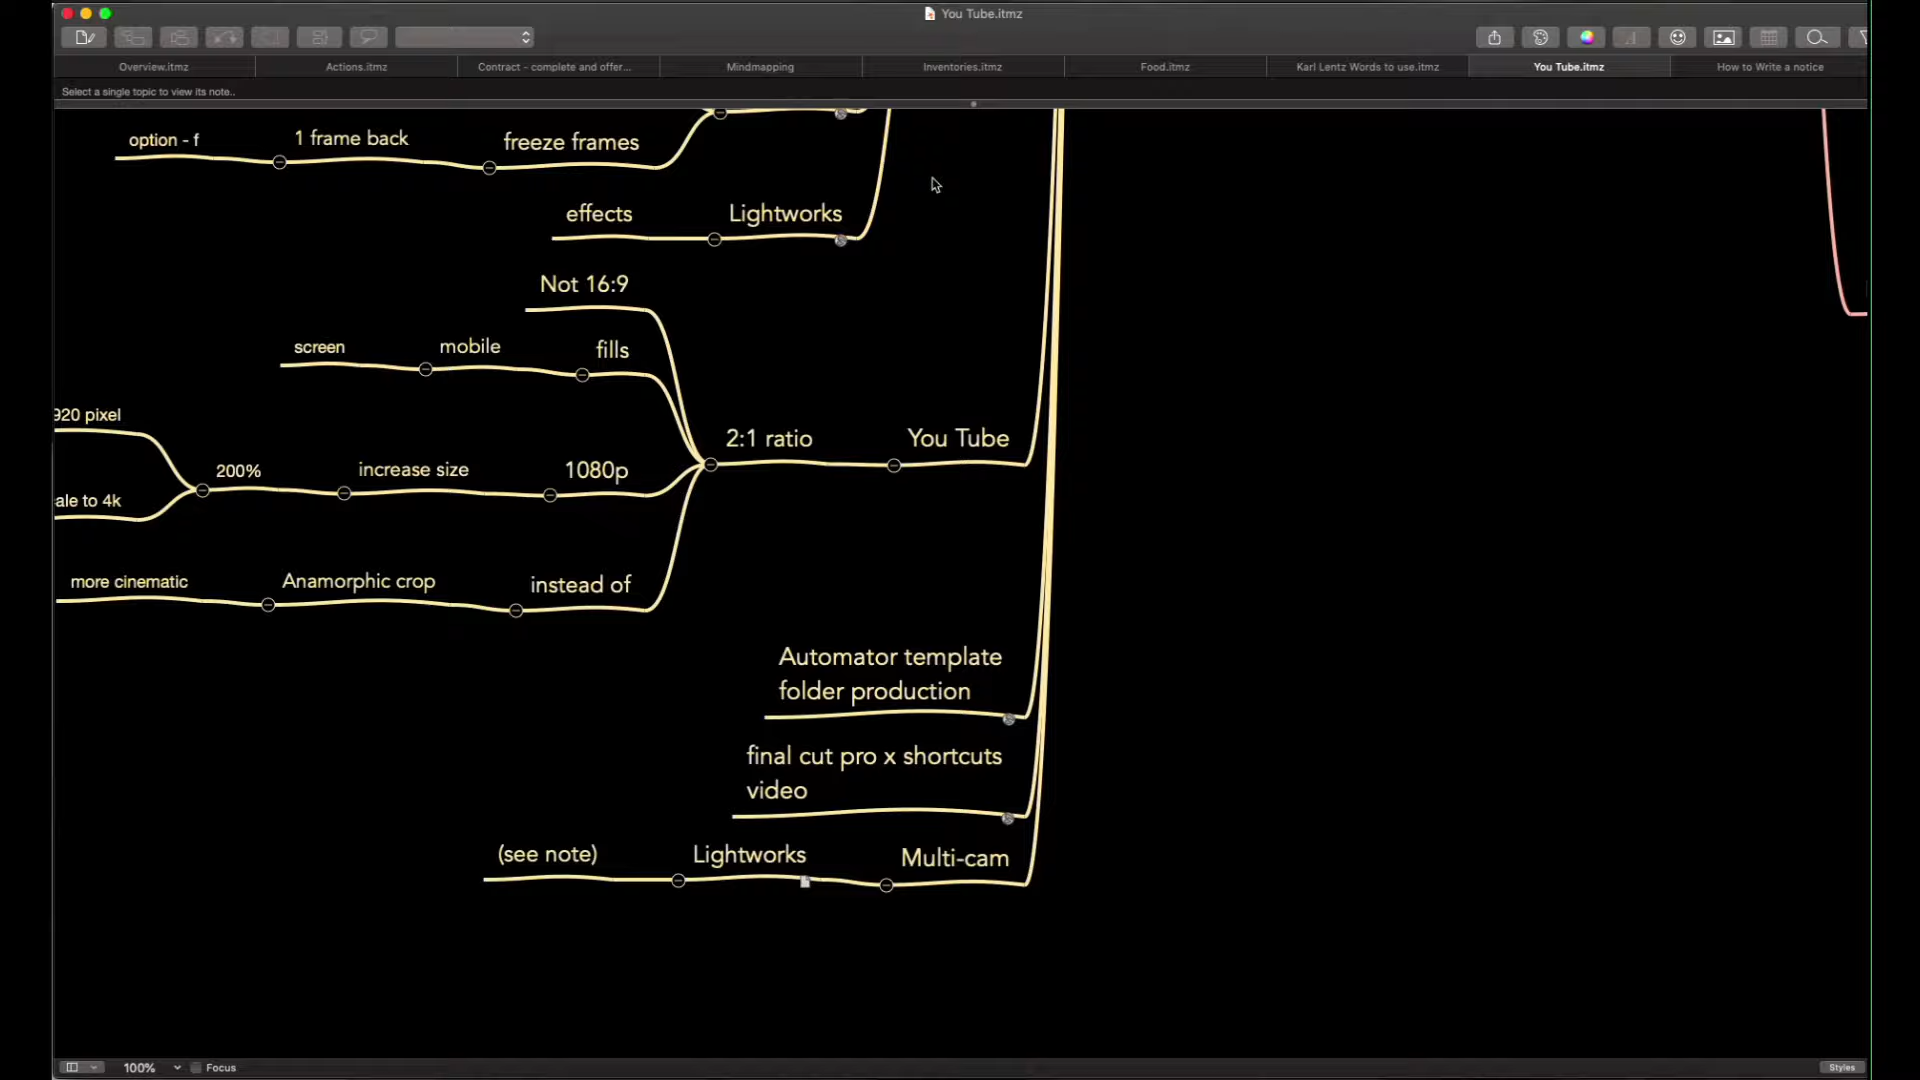 You Tube.itmz
Overview.itmz
Actions.itmz
Contract - complete and offer...
Mindmapping
Inventories.itmz
Food.itmz
Karl Lentz Words to use.itmz
You Tube.itmz
How to Write a notice
Select a single topic to view its note..
option - f
1 frame back
freeze frames
effects
Lightworks
Not 16:9
screen
mobile
fills
920 pixel
2:1 ratio
You Tube
200%
increase size
1080p
ale to 4k
more cinematic
Anamorphic crop
instead of
Automator template
folder production
final cut pro x shortcuts
video
(see note)
Lightworks
Multi-cam
100%
Focus
Styles